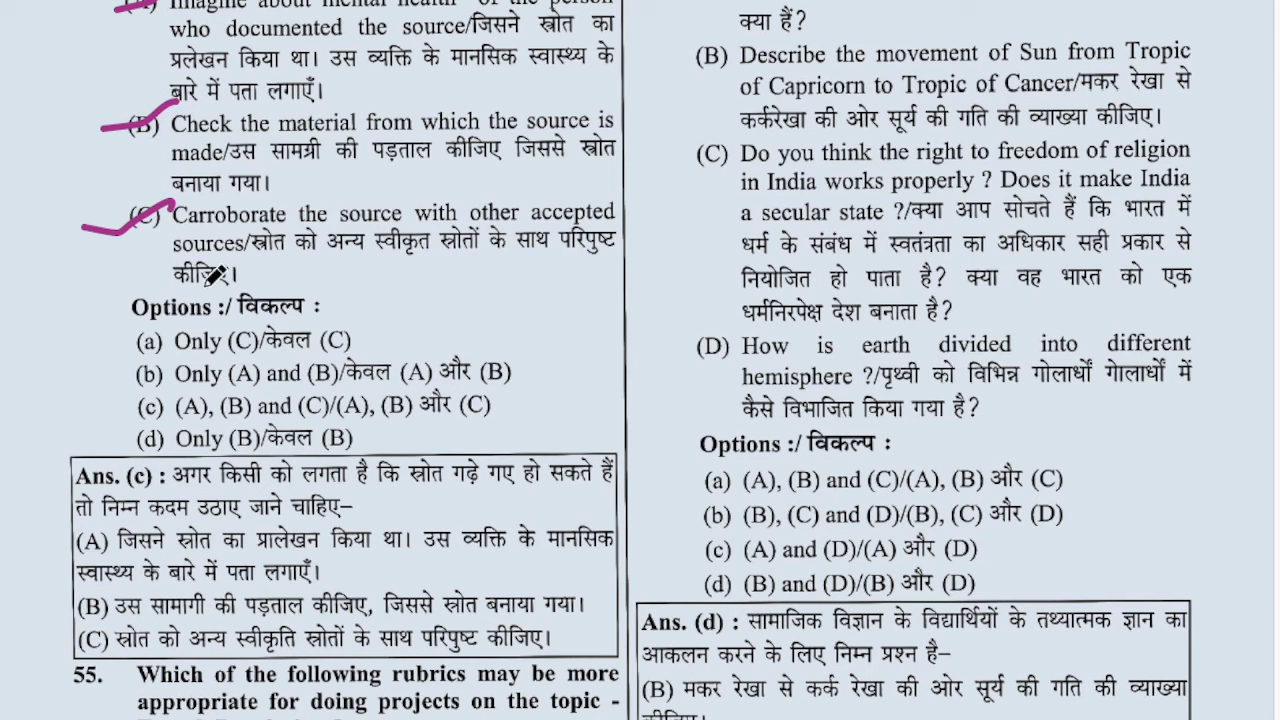 (A) Imagine about mental health of the person
who documented the source/जिसने स्रोत का
प्रलेखन किया था। उस व्यक्ति के मानसिक स्वास्थ्य के
बारे में पता लगाएँ।
(B) Check the material from which the source is
made/उस सामग्री की पड़ताल कीजिए जिससे स्रोत
बनाया गया।
(C) Carroborate the source with other accepted
sources/स्रोत को अन्य स्वीकृत स्रोतों के साथ परिपुष्ट
कीजिए।
Options :/ विकल्प :
(a) Only (C)/केवल (C)
(b) Only (A) and (B)/केवल (A) और (B)
(c) (A), (B) and (C)/(A), (B) और (C)
(d) Only (B)/केवल (B)
Ans. (c) : अगर किसी को लगता है कि स्रोत गढ़े गए हो सकते हैं
तो निम्न कदम उठाए जाने चाहिए–
(A) जिसने स्रोत का प्रालेखन किया था। उस व्यक्ति के मानसिक
स्वास्थ्य के बारे में पता लगाएँ।
(B) उस सामागी की पड़ताल कीजिए, जिससे स्रोत बनाया गया।
(C) स्रोत को अन्य स्वीकृति स्रोतों के साथ परिपुष्ट कीजिए।
55. Which of the following rubrics may be more
appropriate for doing projects on the topic -
क्या हैं?
(B) Describe the movement of Sun from Tropic
of Capricorn to Tropic of Cancer/मकर रेखा से
कर्करेखा की ओर सूर्य की गति की व्याख्या कीजिए।
(C) Do you think the right to freedom of religion
in India works properly ? Does it make India
a secular state ?/क्या आप सोचते हैं कि भारत में
धर्म के संबंध में स्वतंत्रता का अधिकार सही प्रकार से
नियोजित हो पाता है? क्या वह भारत को एक
धर्मनिरपेक्ष देश बनाता है?
(D) How is earth divided into different
hemisphere ?/पृथ्वी को विभिन्न गोलार्धों गेालार्धों में
कैसे विभाजित किया गया है?
Options :/ विकल्प :
(a) (A), (B) and (C)/(A), (B) और (C)
(b) (B), (C) and (D)/(B), (C) और (D)
(c) (A) and (D)/(A) और (D)
(d) (B) and (D)/(B) और (D)
Ans. (d) : सामाजिक विज्ञान के विद्यार्थियों के तथ्यात्मक ज्ञान का
आकलन करने के लिए निम्न प्रश्न है–
(B) मकर रेखा से कर्क रेखा की ओर सूर्य की गति की व्याख्या
कीजिए।